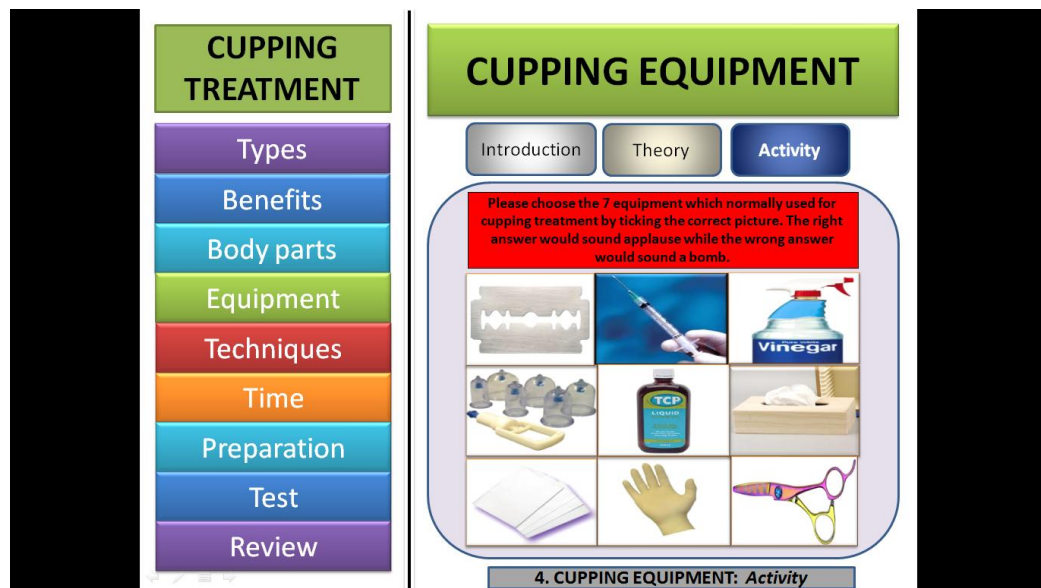 CUPPING
TREATMENT
Types
Benefits
Body parts
Equipment
Techniques
Time
Preparation
Test
Review
CUPPING EQUIPMENT
Introduction
Theory
Activity
Please choose the 7 equipment which normally used for
cupping treatment by ticking the correct picture. The right
answer would sound applause while the wrong answer
would sound a bomb.
Vinegar
TCP
LIQUID
4. CUPPING EQUIPMENT: Activity